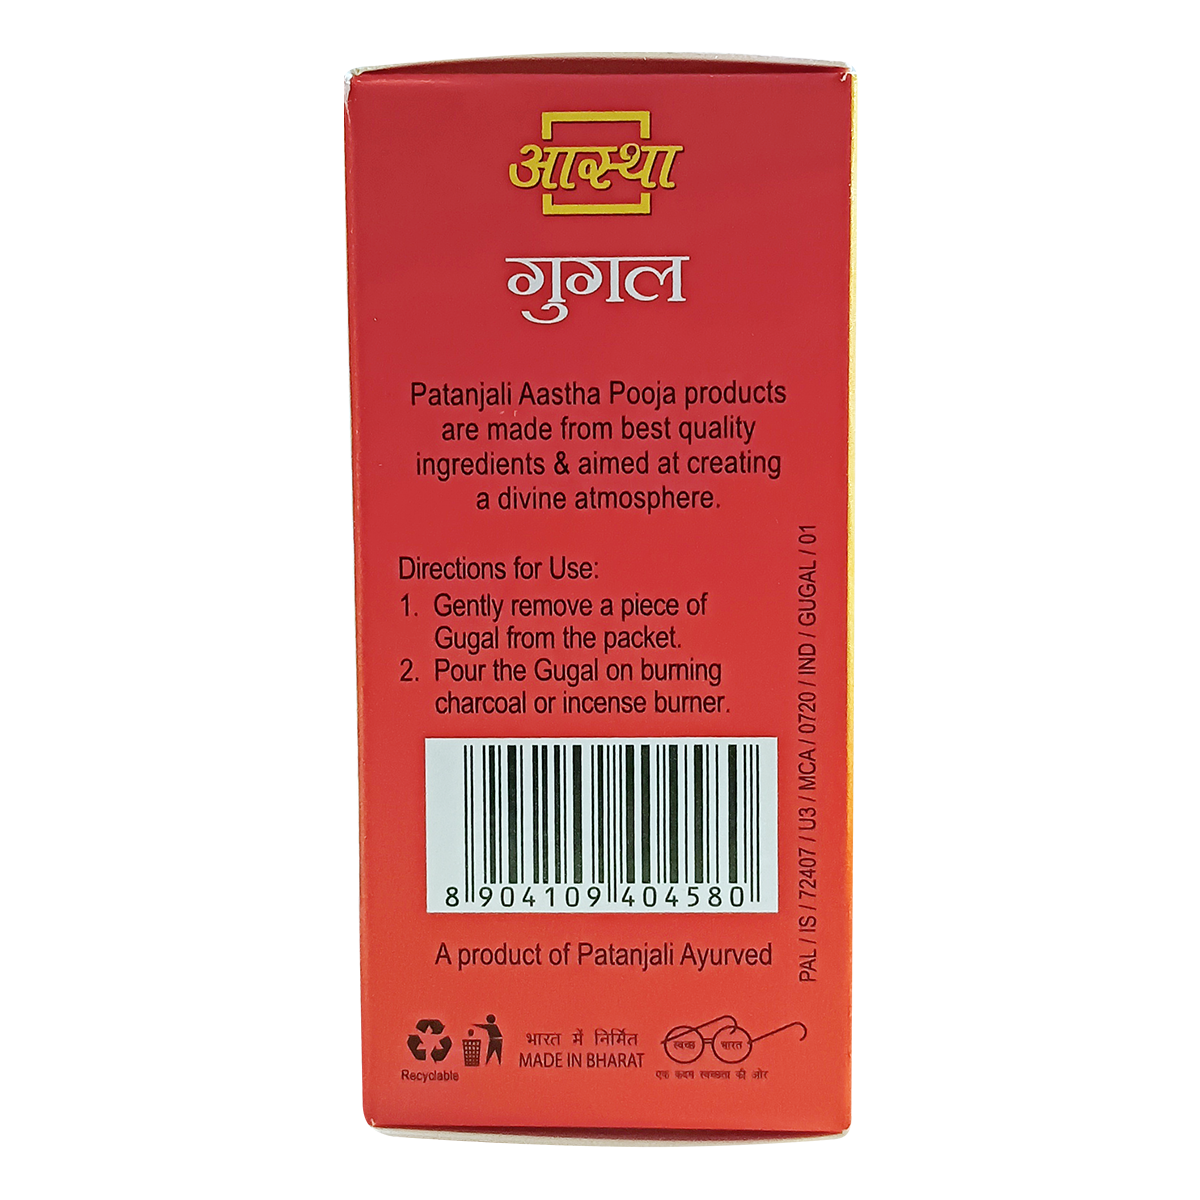 आस्था
गुगल
Patanjali Aastha Pooja products
are made from best quality
ingredients & aimed at creating
a divine atmosphere.
Directions for Use:
1. Gently remove a piece of
Gugal from the packet.
2. Pour the Gugal on burning
charcoal or incense burner.
8 904109 404580
A product of Patanjali Ayurved
PAL / IS / 72407 / U3 / MCA / 0720 / IND / GUGAL / 01
Recyclable
भारत में निर्मित
MADE IN BHARAT
स्वच्छ भारत
एक कदम स्वच्छता की ओर